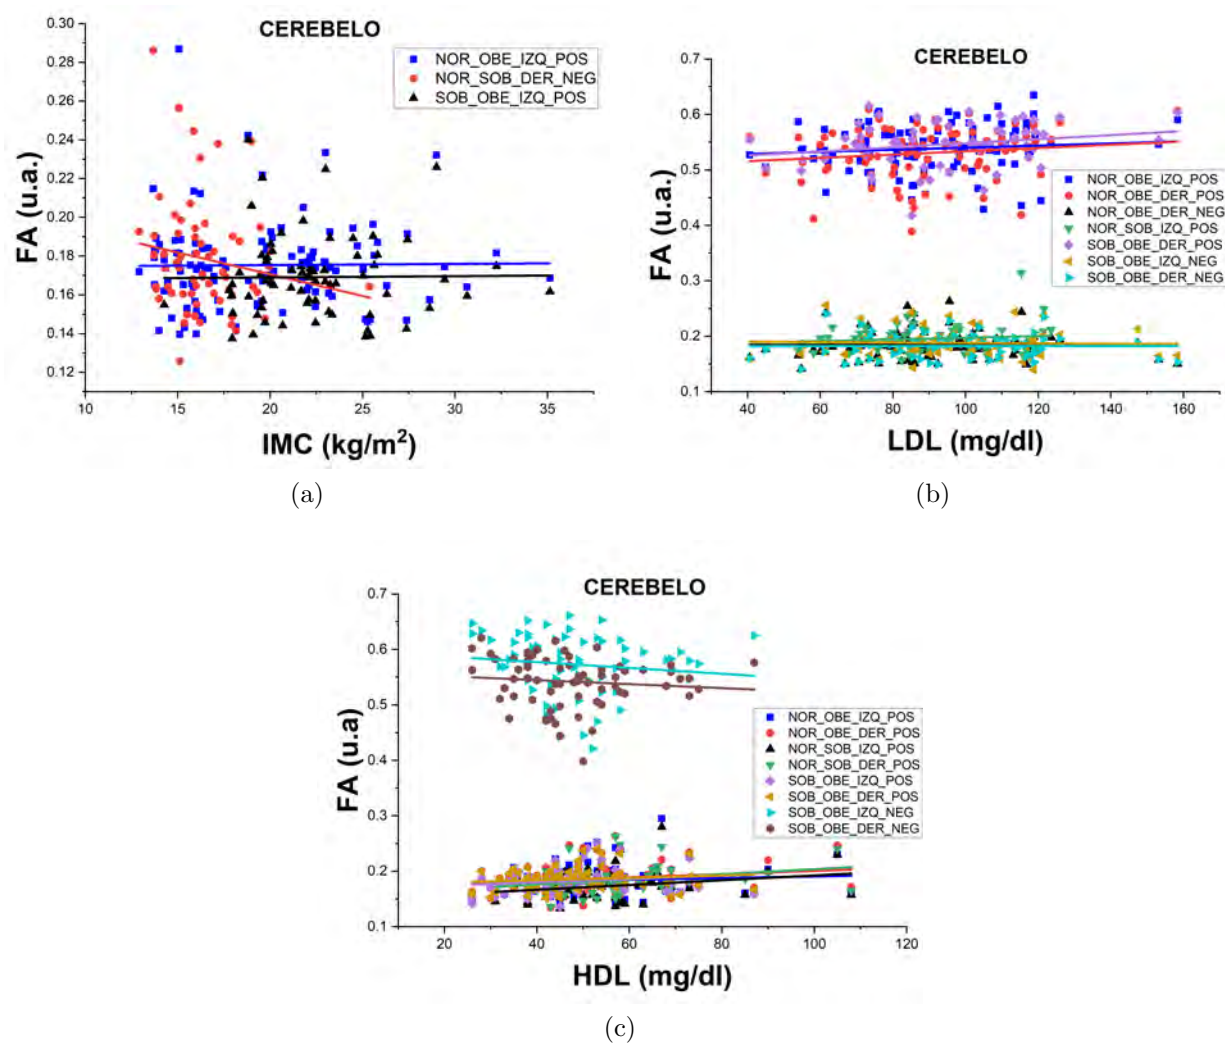 CEREBELO
0.30
0.28
0.26
0.24
0.22
0.20
0.18
0.16
0.14
0.12
FA (u.a.)
NOR_OBE_IZQ_POS
NOR_SOB_DER_NEG
SOB_OBE_IZQ_POS
10 15 20 25 30 35
IMC (kg/m²)
(a)
CEREBELO
0.7
0.6
0.5
0.4
0.3
0.2
0.1
FA (u.a.)
NOR_OBE_IZQ_POS
NOR_OBE_DER_POS
NOR_OBE_DER_NEG
NOR_SOB_IZQ_POS
SOB_OBE_DER_POS
SOB_OBE_IZQ_NEG
SOB_OBE_DER_NEG
40 60 80 100 120 140 160
LDL (mg/dl)
(b)
CEREBELO
0.7
0.6
0.5
0.4
0.3
0.2
0.1
FA (u.a)
NOR_OBE_IZQ_POS
NOR_OBE_DER_POS
NOR_SOB_IZQ_POS
NOR_SOB_DER_POS
SOB_OBE_IZQ_POS
SOB_OBE_DER_POS
SOB_OBE_IZQ_NEG
SOB_OBE_DER_NEG
20 40 60 80 100 120
HDL (mg/dl)
(c)